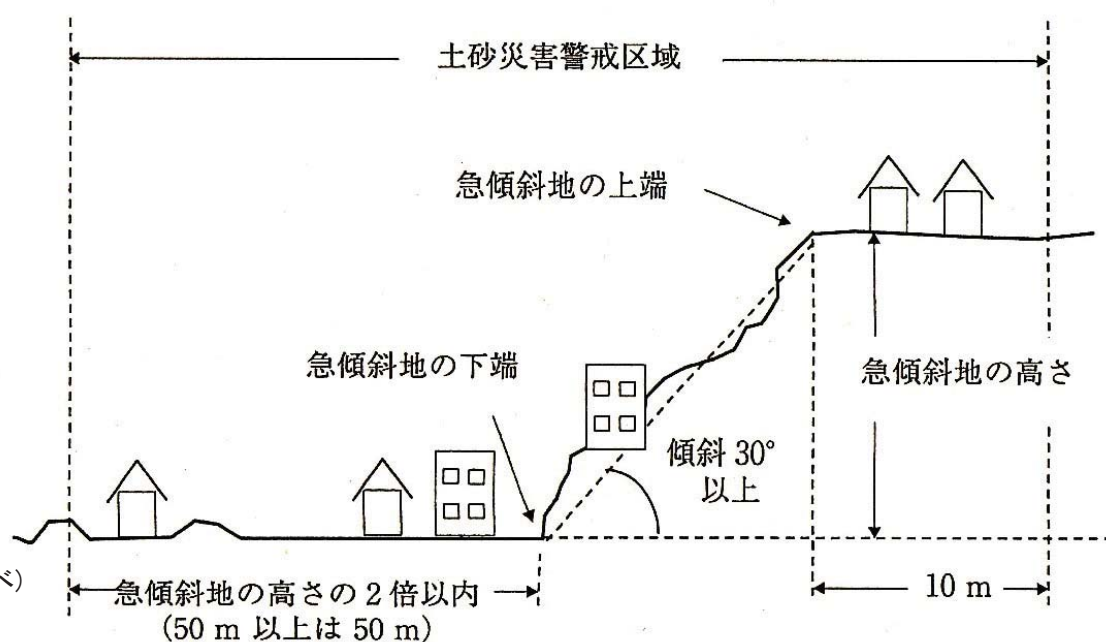 土砂災害警戒区域
急傾斜地の上端
急傾斜地の下端
急傾斜地の高さ
傾斜 30°
以上
べ)
急傾斜地の高さの 2 倍以内
(50 m 以上は 50 m)
10 m